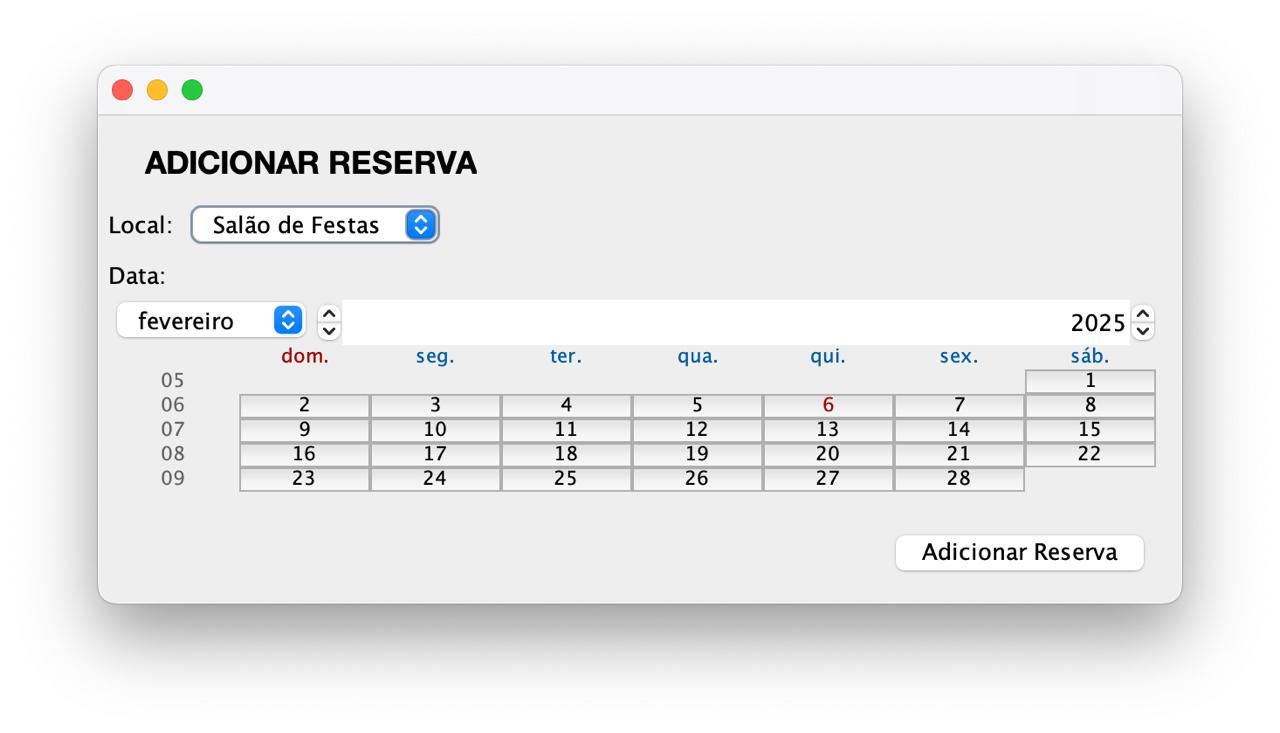 ADICIONAR RESERVA
Local: Salão de Festas
Data:
fevereiro 2025
dom. seg. ter. qua. qui. sex. sáb.
05 1
06 2 3 4 5 6 7 8
07 9 10 11 12 13 14 15
08 16 17 18 19 20 21 22
09 23 24 25 26 27 28
Adicionar Reserva